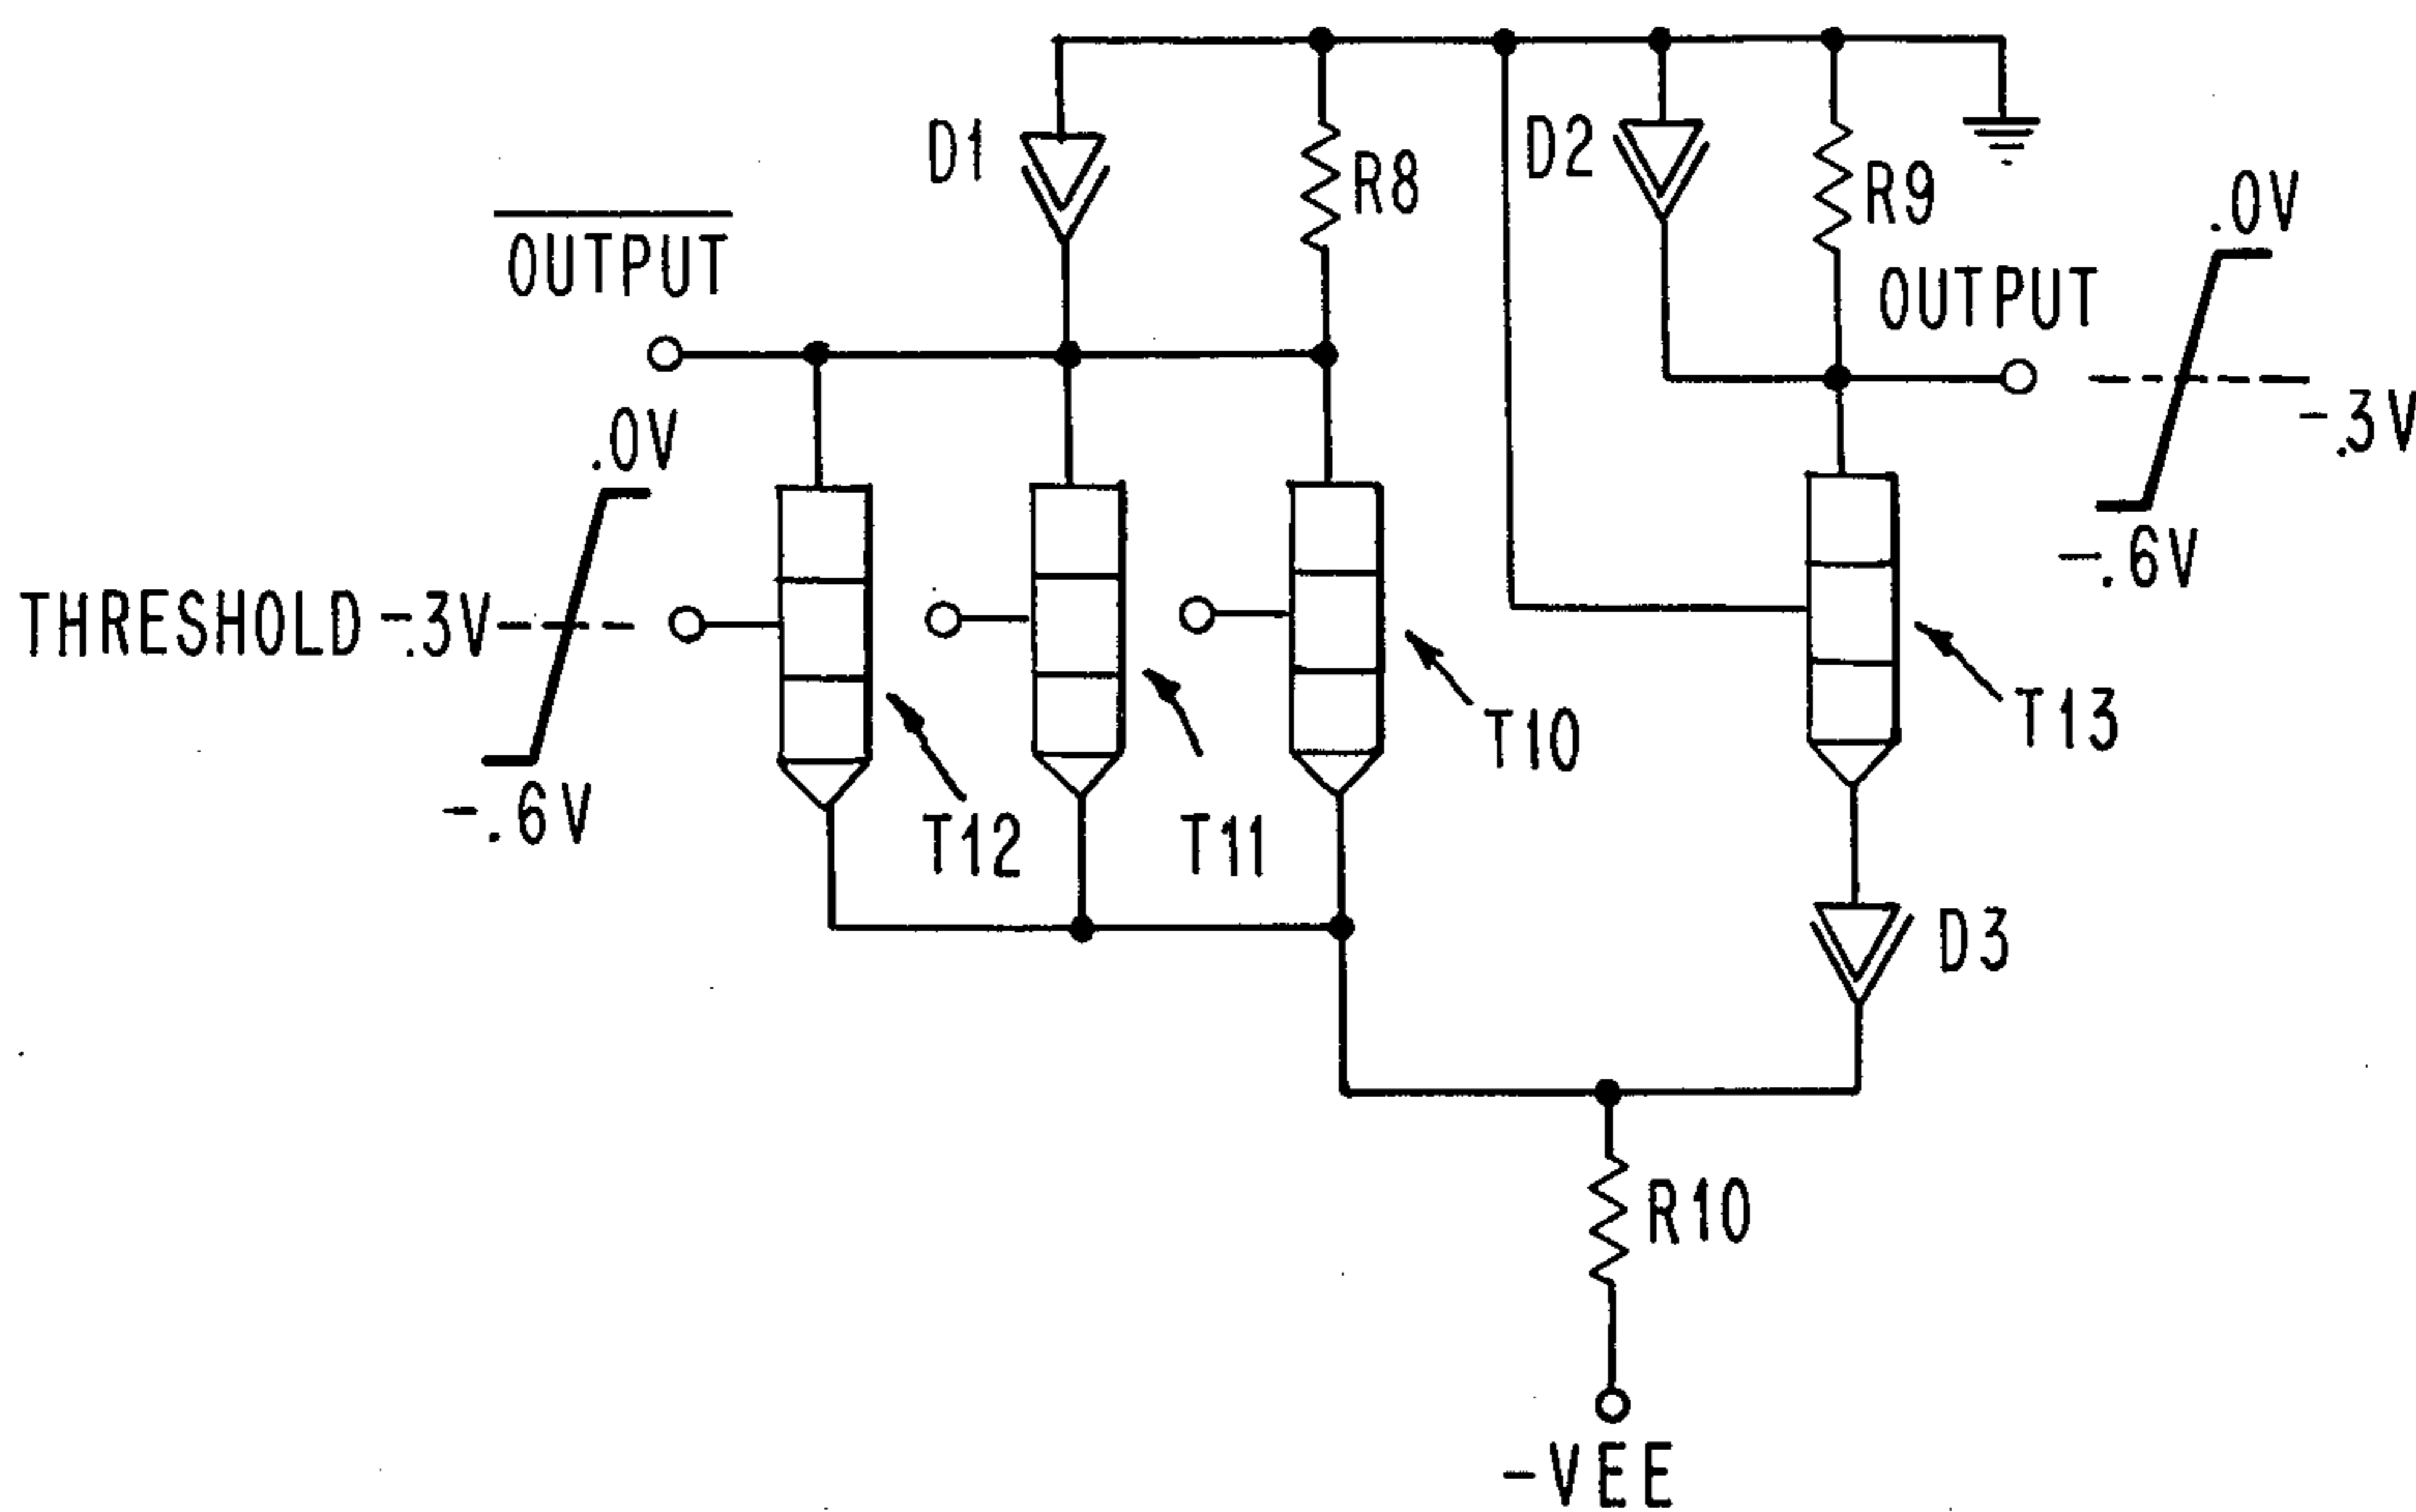 D1
R8
D2
R9
.0V
OUTPUT
OUTPUT
-.3V
.0V
-.6V
THRESHOLD -.3V
T10
T13
-.6V
T12
T11
D3
R10
-VEE